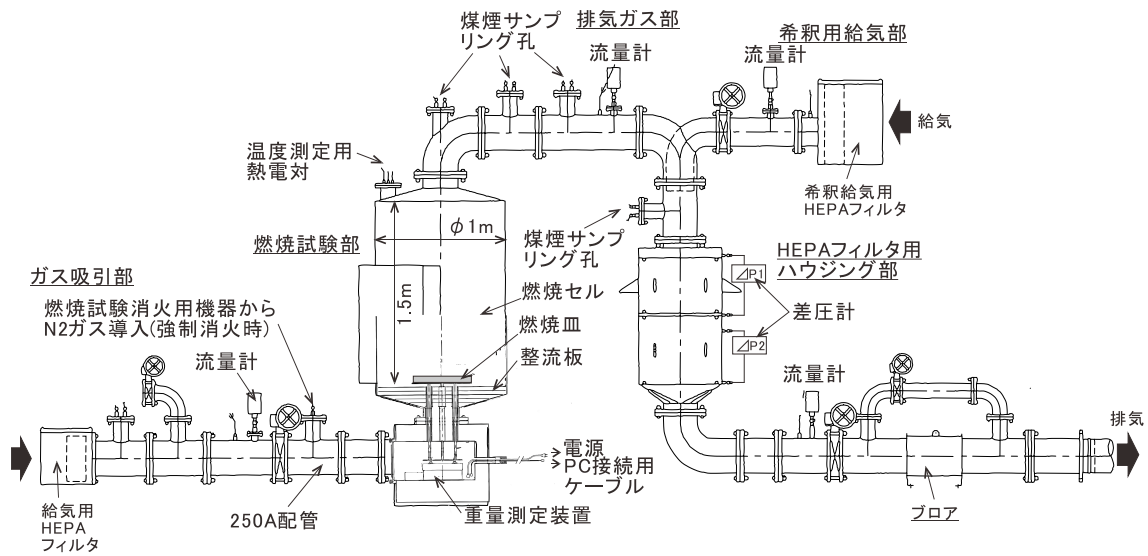 煤煙サンプ
リング孔
排気ガス部
希釈用給気部
流量計
流量計
給気
温度測定用
熱電対
希釈給気用
HEPAフィルタ
φ1m
煤煙サンプ
リング孔
燃焼試験部
HEPAフィルタ用
ハウジング部
ガス吸引部
⊿P1
燃焼セル
1.5m
燃焼試験消火用機器から
N2ガス導入(強制消火時)
差圧計
燃焼皿
⊿P2
整流板
流量計
流量計
排気
電源
PC接続用
ケーブル
給気用
HEPA
フィルタ
250A配管
重量測定装置
ブロア